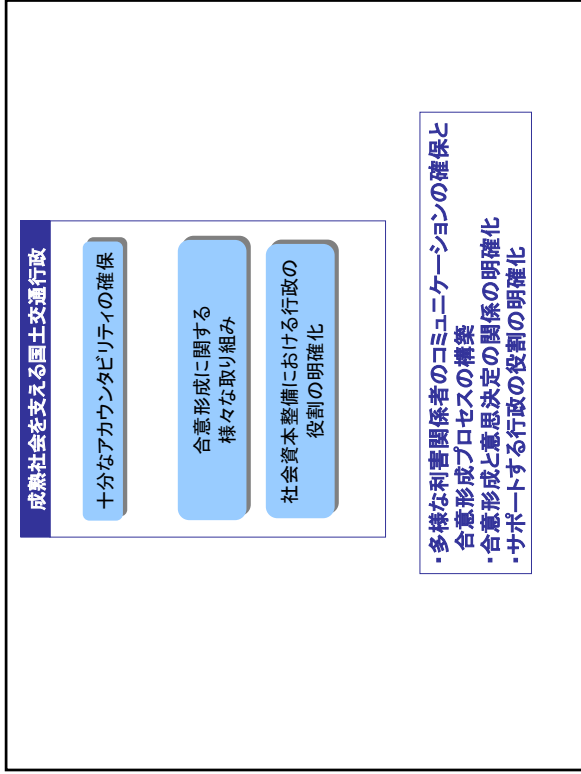 成熟社会を支える国土交通行政
十分なアカウンタビリティの確保
合意形成に関する
様々な取り組み
社会資本整備における行政の
役割の明確化
・多様な利害関係者のコミュニケーションの確保と
合意形成プロセスの構築
・合意形成と意思決定の関係の明確化
・サポートする行政の役割の明確化